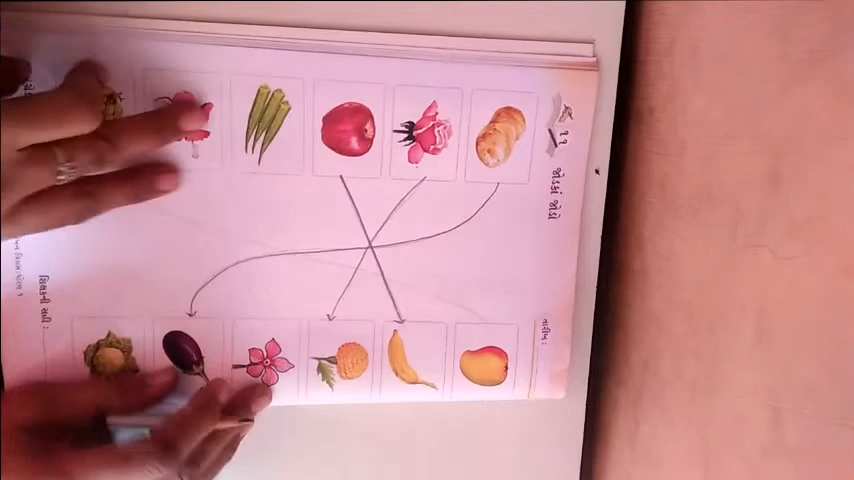 ૧૧
જોડકાં જોડો
તારીખ :
શિક્ષકની સહી :